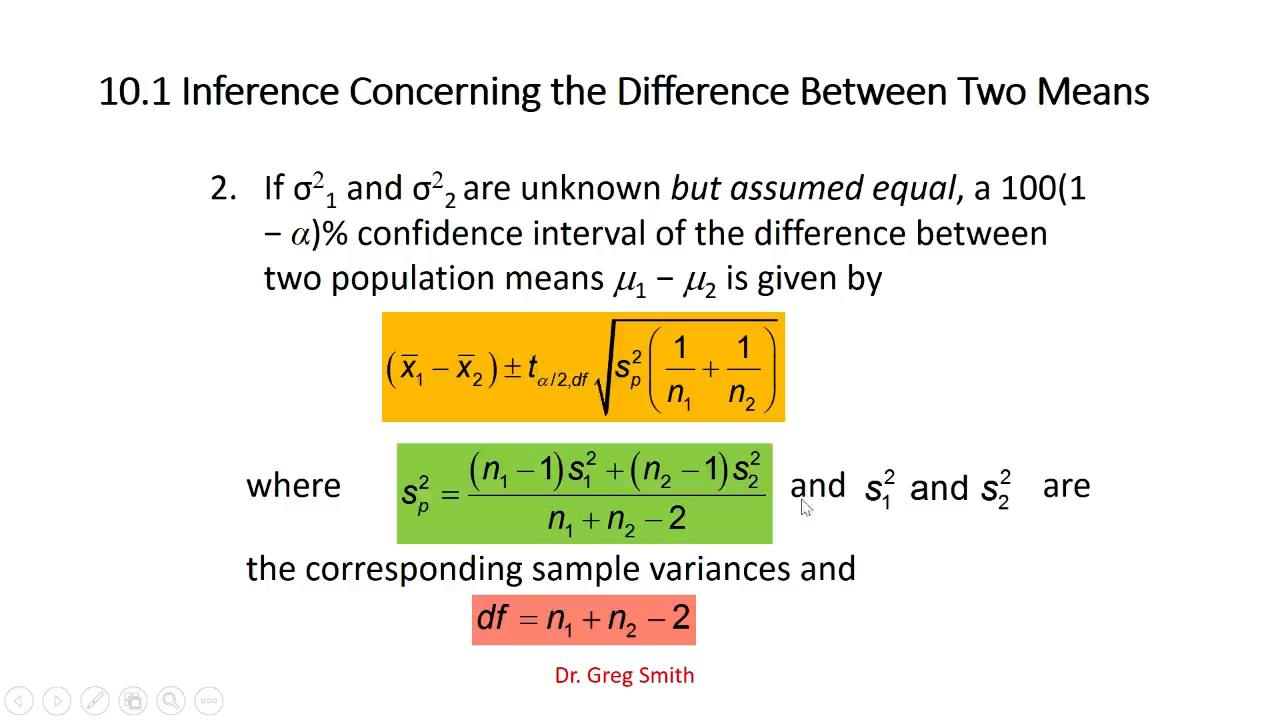 10.1 Inference Concerning the Difference Between Two Means
2. If σ²₁ and σ²₂ are unknown but assumed equal, a 100(1
− α)% confidence interval of the difference between
two population means μ₁ − μ₂ is given by
(x̅₁ − x̅₂) ± t_{α/2,df} √(s²ₚ(1/n₁ + 1/n₂))
where s²ₚ = ((n₁ − 1)s²₁ + (n₂ − 1)s²₂)/(n₁ + n₂ − 2) and s²₁ and s²₂ are
the corresponding sample variances and
df = n₁ + n₂ − 2
Dr. Greg Smith